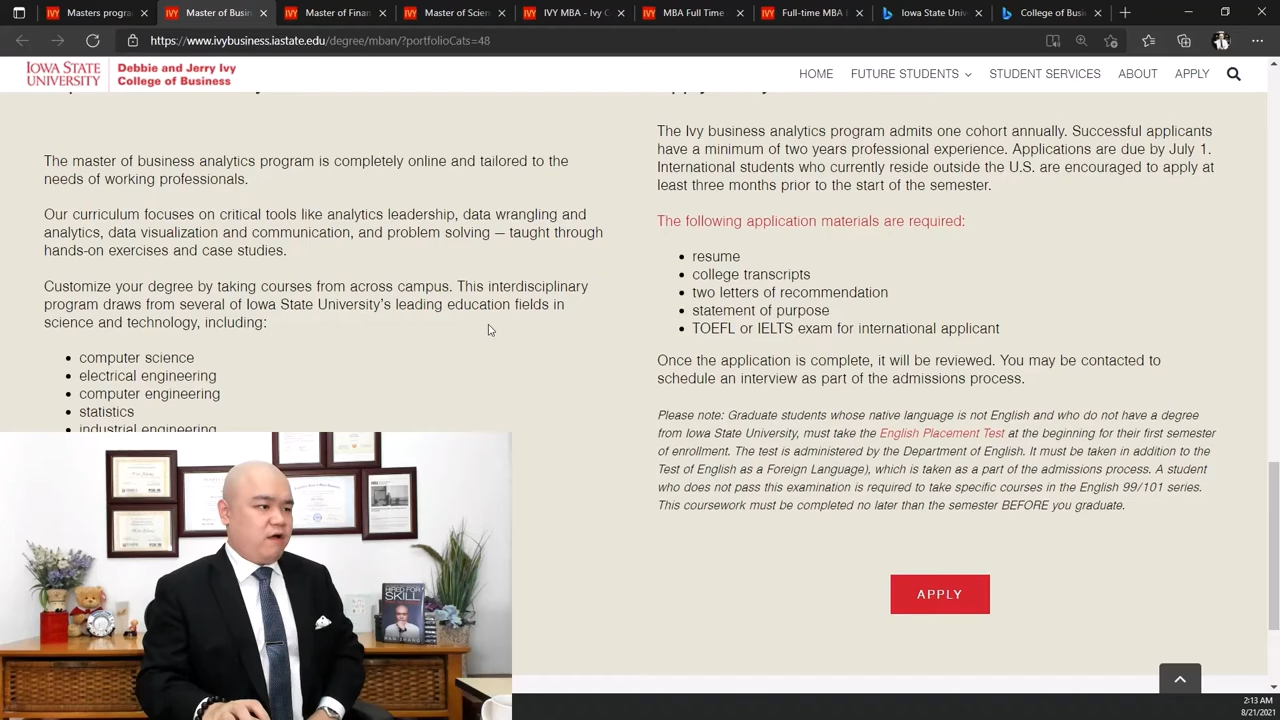 Masters progra
Master of Busin
Master of Finan
Master of Scien
IVY MBA - Ivy C
MBA Full Time
Full-time MBA
Iowa State Univ
College of Busi
https://www.ivybusiness.iastate.edu/degree/mban/?portfolioCats=48
IOWA STATE UNIVERSITY
Debbie and Jerry Ivy
College of Business
HOME
FUTURE STUDENTS
STUDENT SERVICES
ABOUT
APPLY
The master of business analytics program is completely online and tailored to the
needs of working professionals.
Our curriculum focuses on critical tools like analytics leadership, data wrangling and
analytics, data visualization and communication, and problem solving — taught through
hands-on exercises and case studies.
Customize your degree by taking courses from across campus. This interdisciplinary
program draws from several of Iowa State University's leading education fields in
science and technology, including:
computer science
electrical engineering
computer engineering
statistics
industrial engineering
The Ivy business analytics program admits one cohort annually. Successful applicants
have a minimum of two years professional experience. Applications are due by July 1.
International students who currently reside outside the U.S. are encouraged to apply at
least three months prior to the start of the semester.
The following application materials are required:
resume
college transcripts
two letters of recommendation
statement of purpose
TOEFL or IELTS exam for international applicant
Once the application is complete, it will be reviewed. You may be contacted to
schedule an interview as part of the admissions process.
Please note: Graduate students whose native language is not English and who do not have a degree
from Iowa State University, must take the English Placement Test at the beginning for their first semester
of enrollment. The test is administered by the Department of English. It must be taken in addition to the
Test of English as a Foreign Language), which is taken as a part of the admissions process. A student
who does not pass this examination is required to take specific courses in the English 99/101 series.
This coursework must be completed no later than the semester BEFORE you graduate.
APPLY
HIRED FOR
SKILL
2:13 AM
8/21/2021